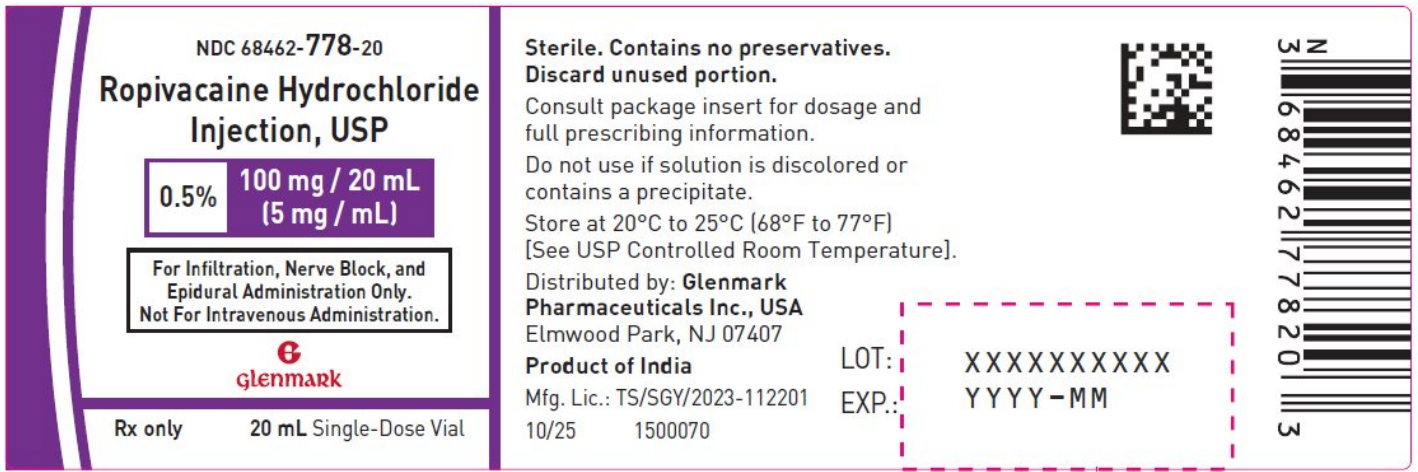 NDC 68462-778-20
Ropivacaine Hydrochloride
Injection, USP
0.5%
100 mg / 20 mL
(5 mg / mL)
For Infiltration, Nerve Block, and
Epidural Administration Only.
Not For Intravenous Administration.
G
Glenmark
Rx only
20 mL Single-Dose Vial
Sterile. Contains no preservatives.
Discard unused portion.
Consult package insert for dosage and
full prescribing information.
Do not use if solution is discolored or
contains a precipitate.
Store at 20°C to 25°C (68°F to 77°F)
[See USP Controlled Room Temperature].
Distributed by: Glenmark
Pharmaceuticals Inc., USA
Elmwood Park, NJ 07407
Product of India
Mfg. Lic.: TS/SGY/2023-112201
10/25 1500070
LOT: XXXXXXXXXX
EXP.: YYYY-MM
N
3 68462 77820 3